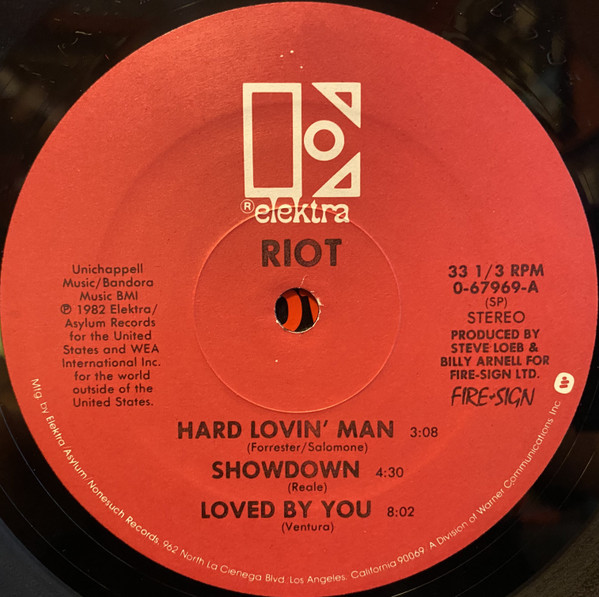 ® elektra
RIOT
Unichappell
Music/Bandora
Music BMI
℗ 1982 Elektra/
Asylum Records
for the United
States and WEA
International Inc.
for the world
outside of the
United States.
33 1/3 RPM
0-67969-A
(SP)
STEREO
PRODUCED BY
STEVE LOEB &
BILLY ARNELL FOR
FIRE-SIGN LTD.
FIRE-SIGN
HARD LOVIN' MAN 3:08
(Forrester/Salomone)
SHOWDOWN 4:30
(Reale)
LOVED BY YOU 8:02
(Ventura)
Mfg by Elektra/Asylum/Nonesuch Records, 962 North La Cienega Blvd./Los Angeles, California 90069. A Division of Warner Communications Inc.